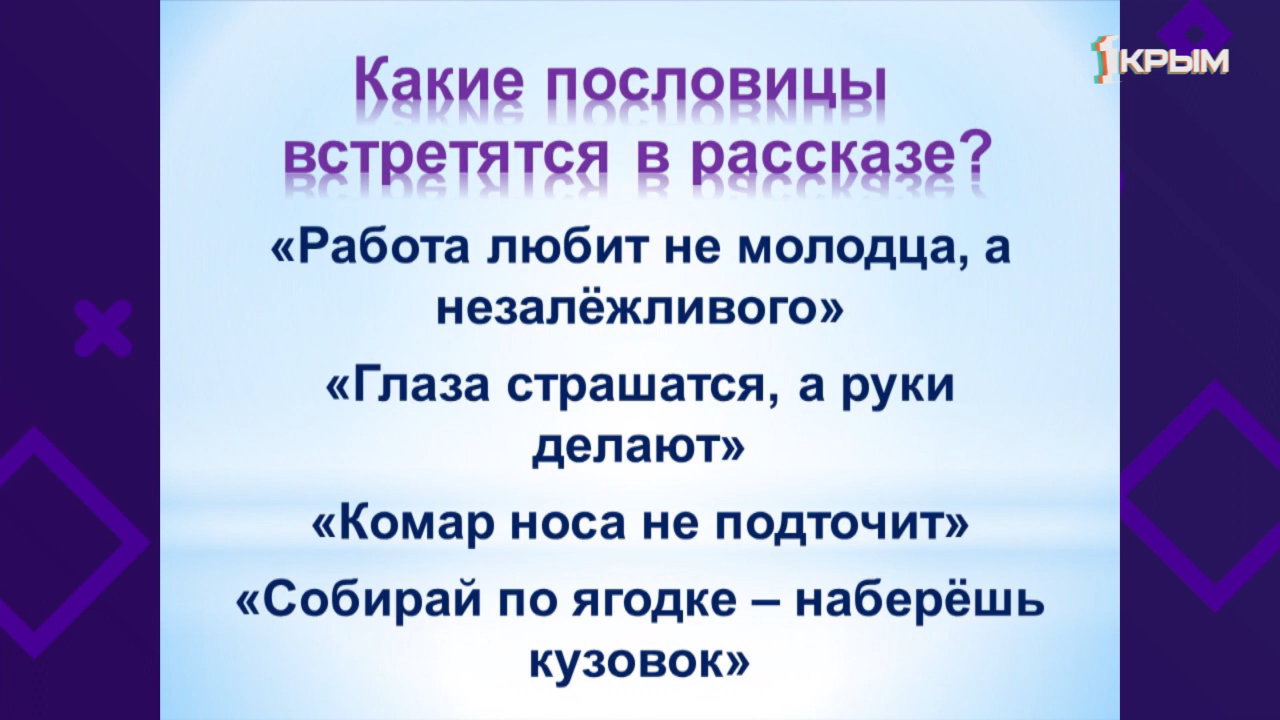 Какие пословицы
встретятся в рассказе?
«Работа любит не молодца, а
незалёжливого»
«Глаза страшатся, а руки
делают»
«Комар носа не подточит»
«Собирай по ягодке – наберёшь
кузовок»
1 КРЫМ